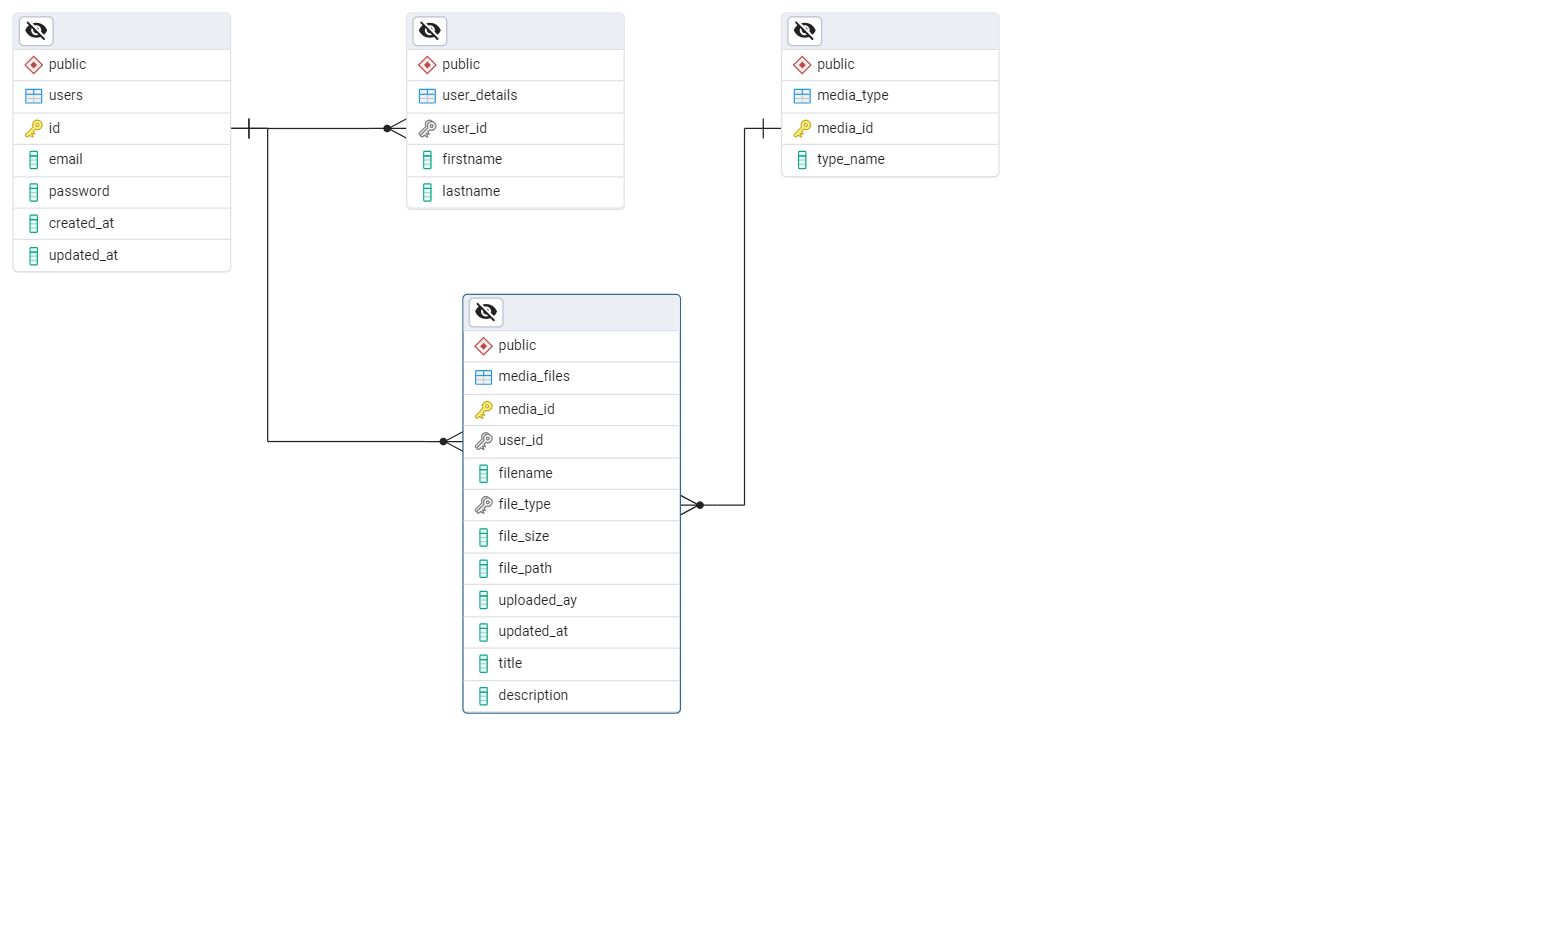 public
users
id
email
password
created_at
updated_at
public
user_details
user_id
firstname
lastname
public
media_type
media_id
type_name
public
media_files
media_id
user_id
filename
file_type
file_size
file_path
uploaded_ay
updated_at
title
description